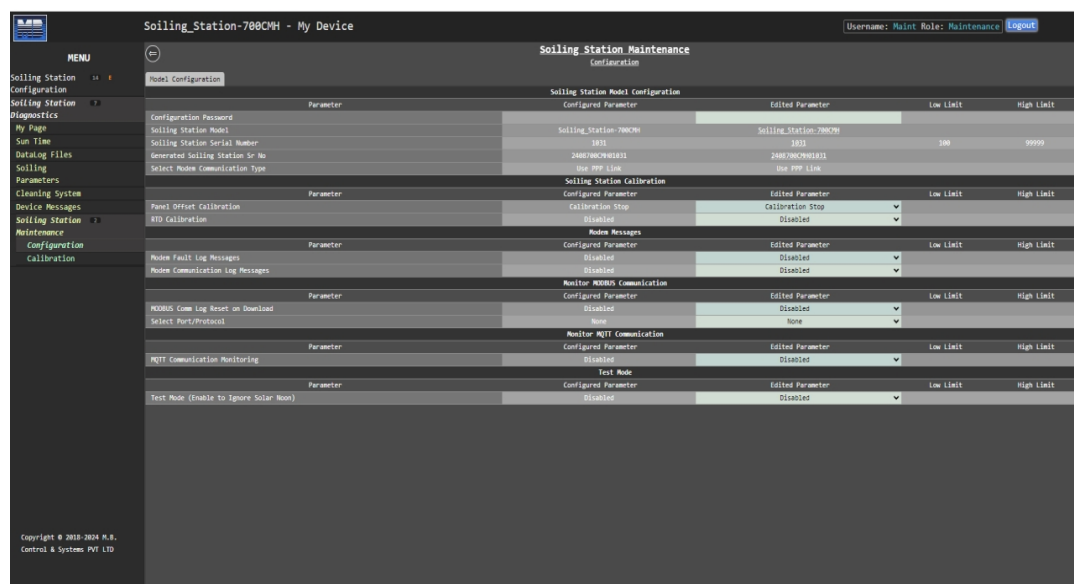 MB
Soiling_Station-700CMH - My Device
Username: Maint Role: Maintenance
Logout
MENU
Soiling Station 14
Configuration
Soiling Station 7
Diagnostics
My Page
Sun Time
DataLog Files
Soiling
Parameters
Cleaning System
Device Messages
Soiling Station 2
Maintenance
Configuration
Calibration
Copyright © 2018-2024 M.B.
Control & Systems PVT LTD
Soiling Station Maintenance
Configuration
Model Configuration
Soiling Station Model Configuration
Parameter Configured Parameter Edited Parameter Low Limit High Limit
Configuration Password
Soiling Station Model Soiling_Station-700CMH Soiling_Station-700CMH
Soiling Station Serial Number 1031 1031 100 99999
Generated Soiling Station Sr No 2408700CMH01031 2408700CMH01031
Select Modem Communication Type Use PPP Link Use PPP Link
Soiling Station Calibration
Parameter Configured Parameter Edited Parameter Low Limit High Limit
Panel Offset Calibration Calibration Stop Calibration Stop
RTD Calibration Disabled Disabled
Modem Messages
Parameter Configured Parameter Edited Parameter Low Limit High Limit
Modem Fault Log Messages Disabled Disabled
Modem Communication Log Messages Disabled Disabled
Monitor MODBUS Communication
Parameter Configured Parameter Edited Parameter Low Limit High Limit
MODBUS Comm Log Reset on Download Disabled Disabled
Select Port/Protocol None None
Monitor MQTT Communication
Parameter Configured Parameter Edited Parameter Low Limit High Limit
MQTT Communication Monitoring Disabled Disabled
Test Mode
Parameter Configured Parameter Edited Parameter Low Limit High Limit
Test Mode (Enable to Ignore Solar Noon) Disabled Disabled